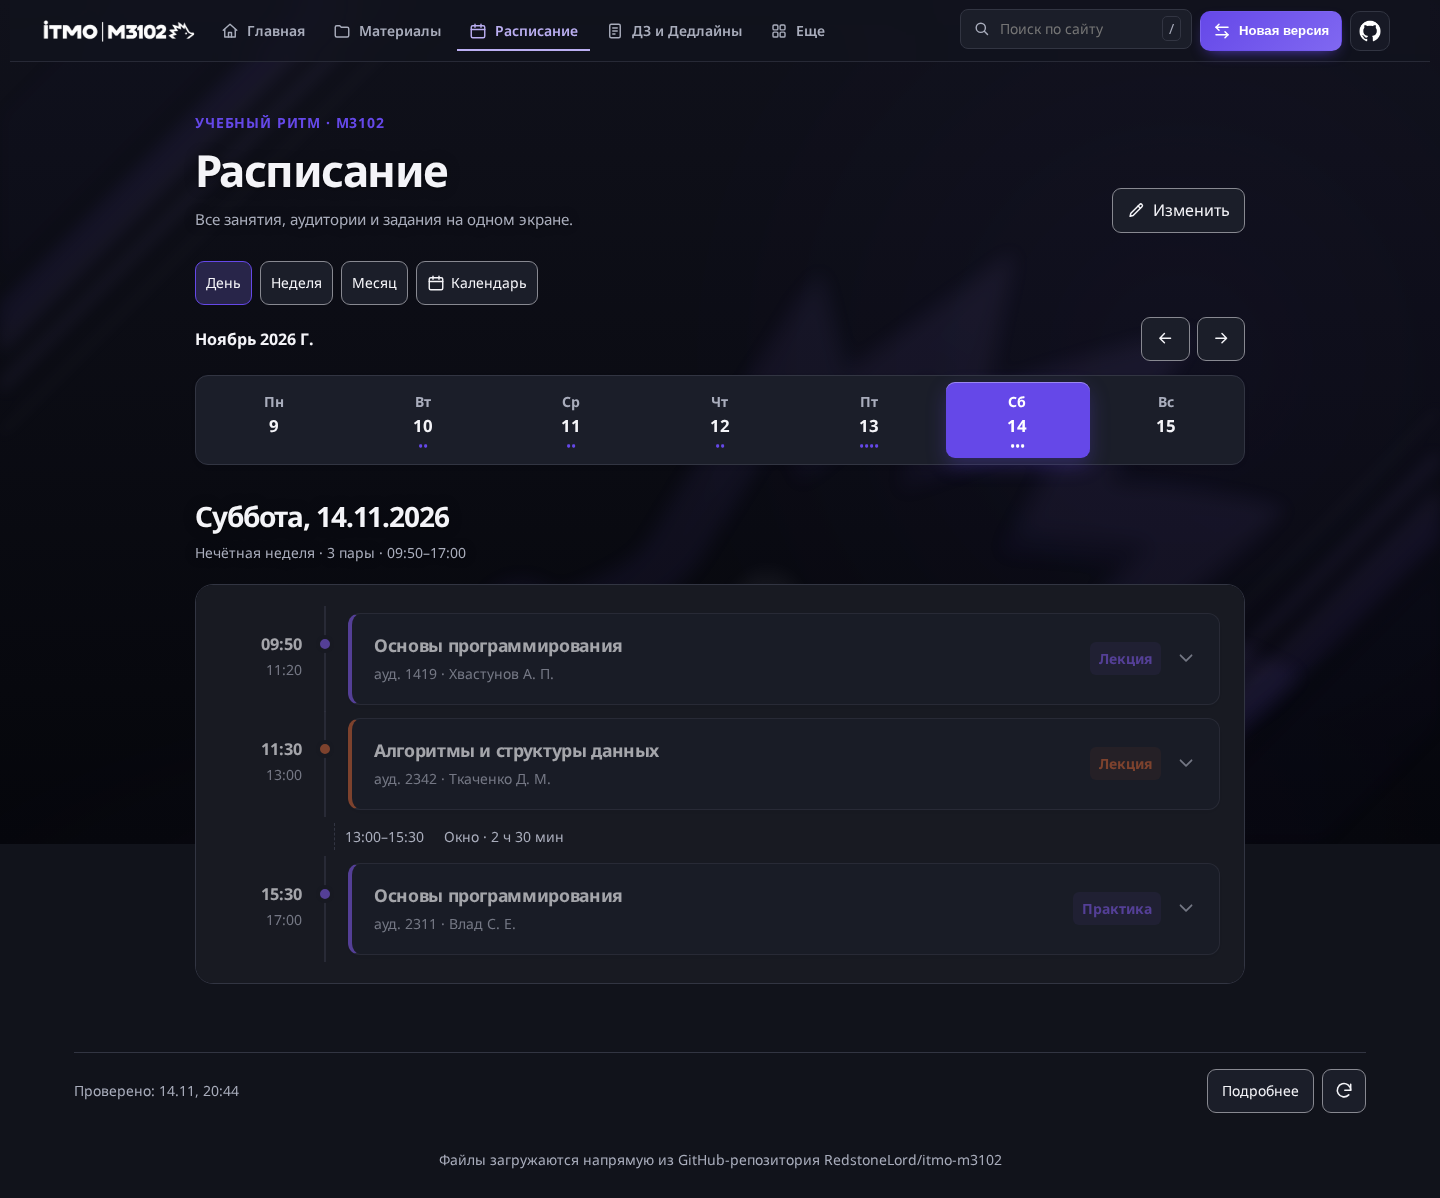 iTMO | M3102
Главная
Материалы
Расписание
ДЗ и Дедлайны
Еще
Поиск по сайту
/
Новая версия
УЧЕБНЫЙ РИТМ · M3102
Расписание
Все занятия, аудитории и задания на одном экране.
Изменить
День
Неделя
Месяц
Календарь
Ноябрь 2026 Г.
← →
Пн Вт Ср Чт Пт Сб Вс
9 10 11 12 13 14 15
Суббота, 14.11.2026
Нечётная неделя · 3 пары · 09:50–17:00
09:50
11:20
Основы программирования
ауд. 1419 · Хвастунов А. П.
Лекция
11:30
13:00
Алгоритмы и структуры данных
ауд. 2342 · Ткаченко Д. М.
Лекция
13:00–15:30 Окно · 2 ч 30 мин
15:30
17:00
Основы программирования
ауд. 2311 · Влад С. Е.
Практика
Проверено: 14.11, 20:44
Подробнее
Файлы загружаются напрямую из GitHub-репозитория RedstoneLord/itmo-m3102